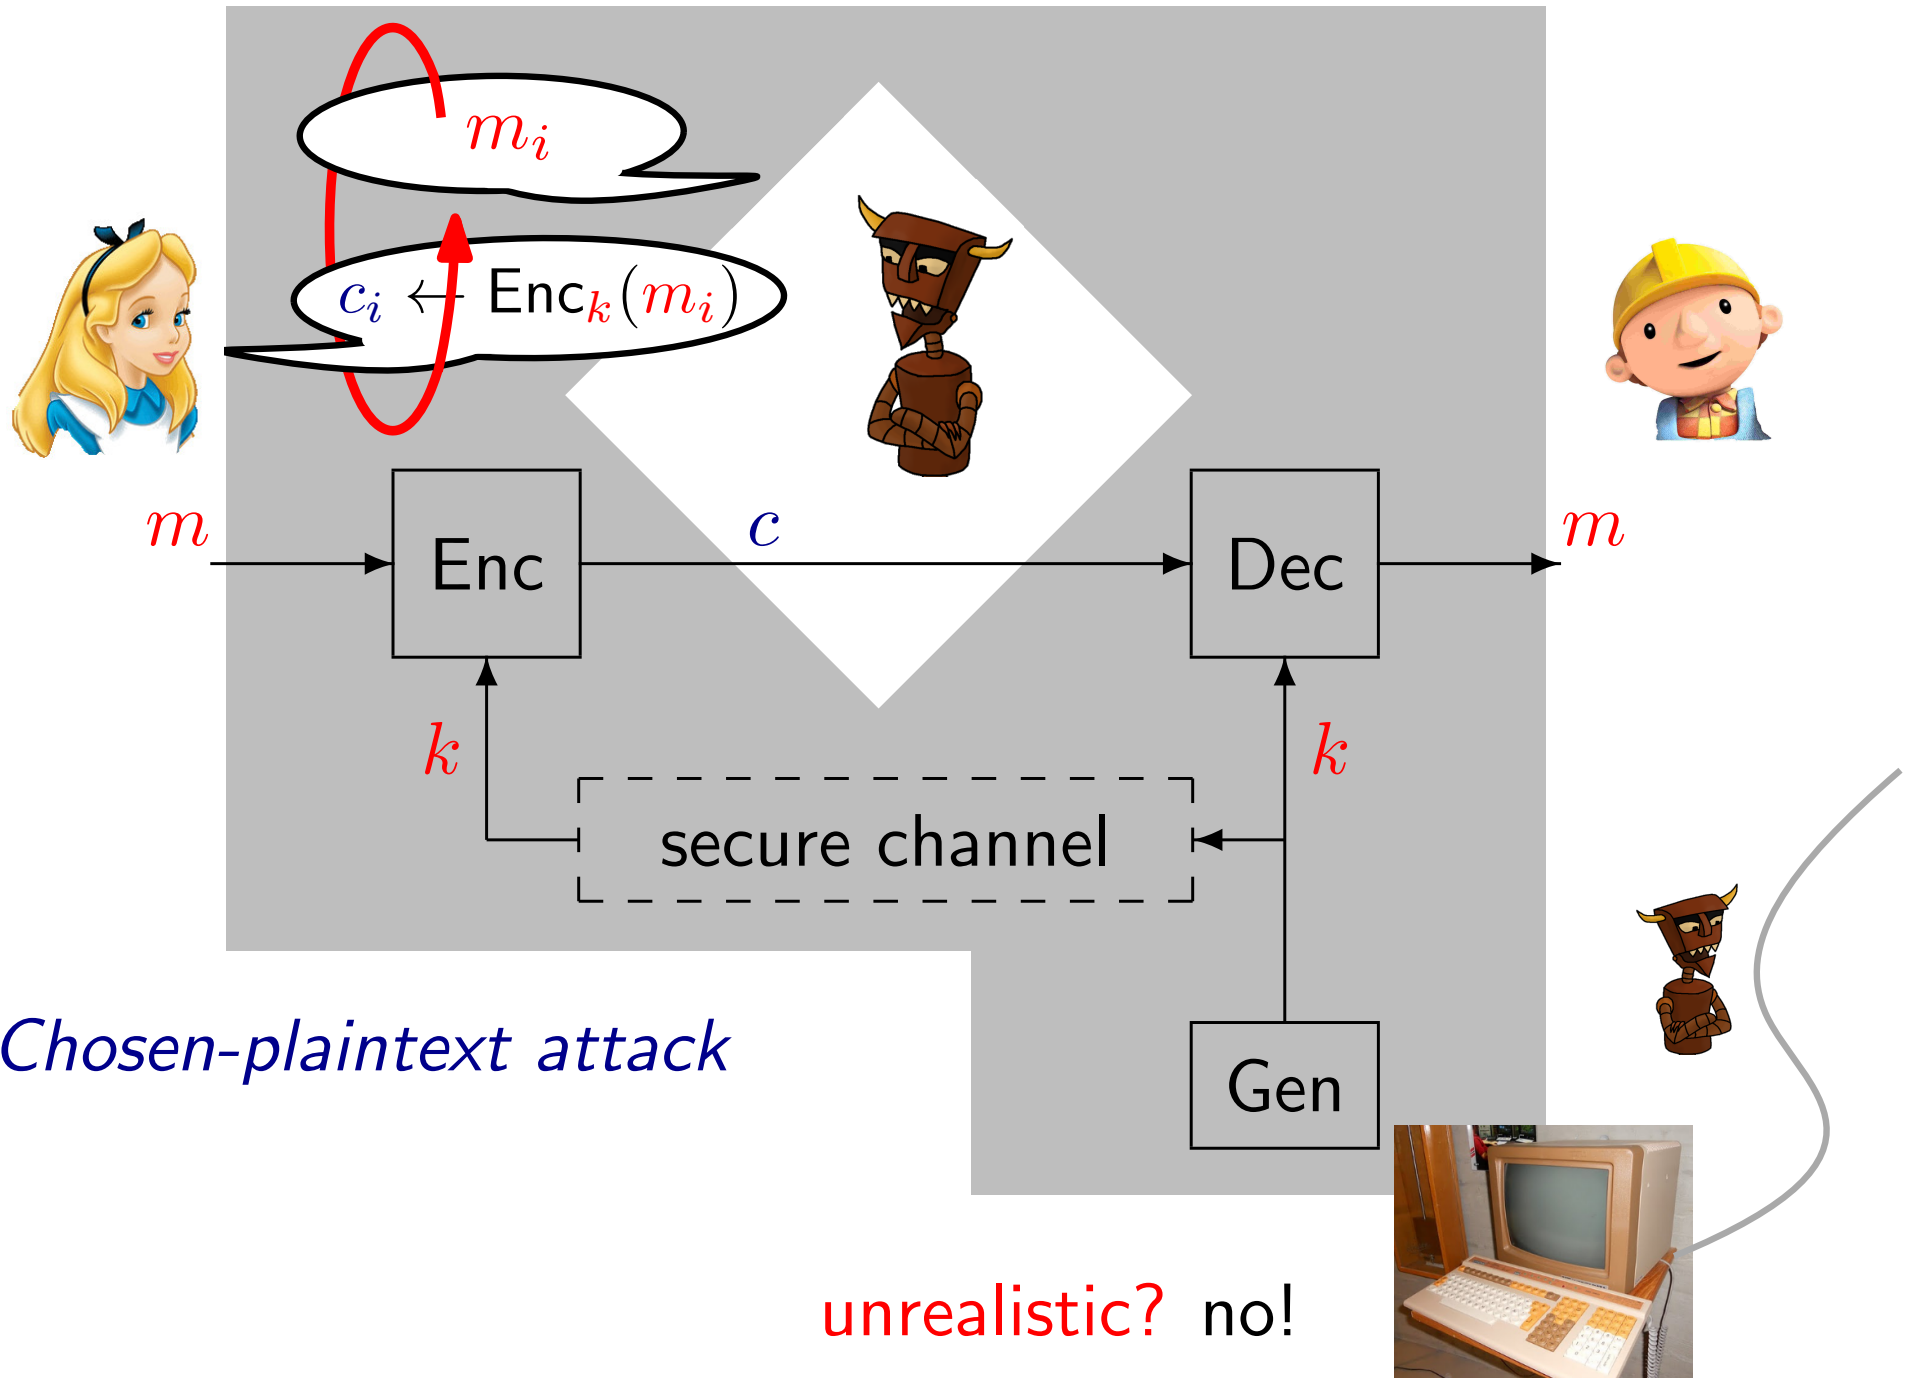 m_i
c_i ← Enc_k(m_i)
m c m
Enc Dec
k k
secure channel
Chosen-plaintext attack
Gen
unrealistic? no!